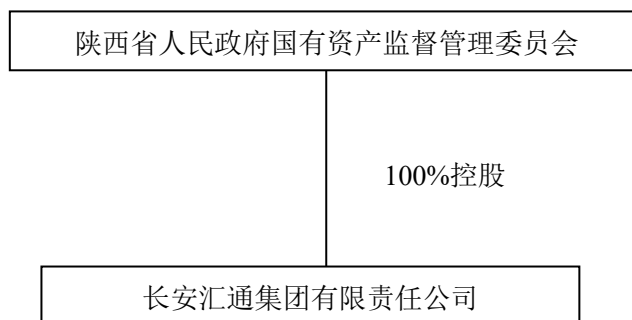 陕西省人民政府国有资产监督管理委员会
100%控股
长安汇通集团有限责任公司